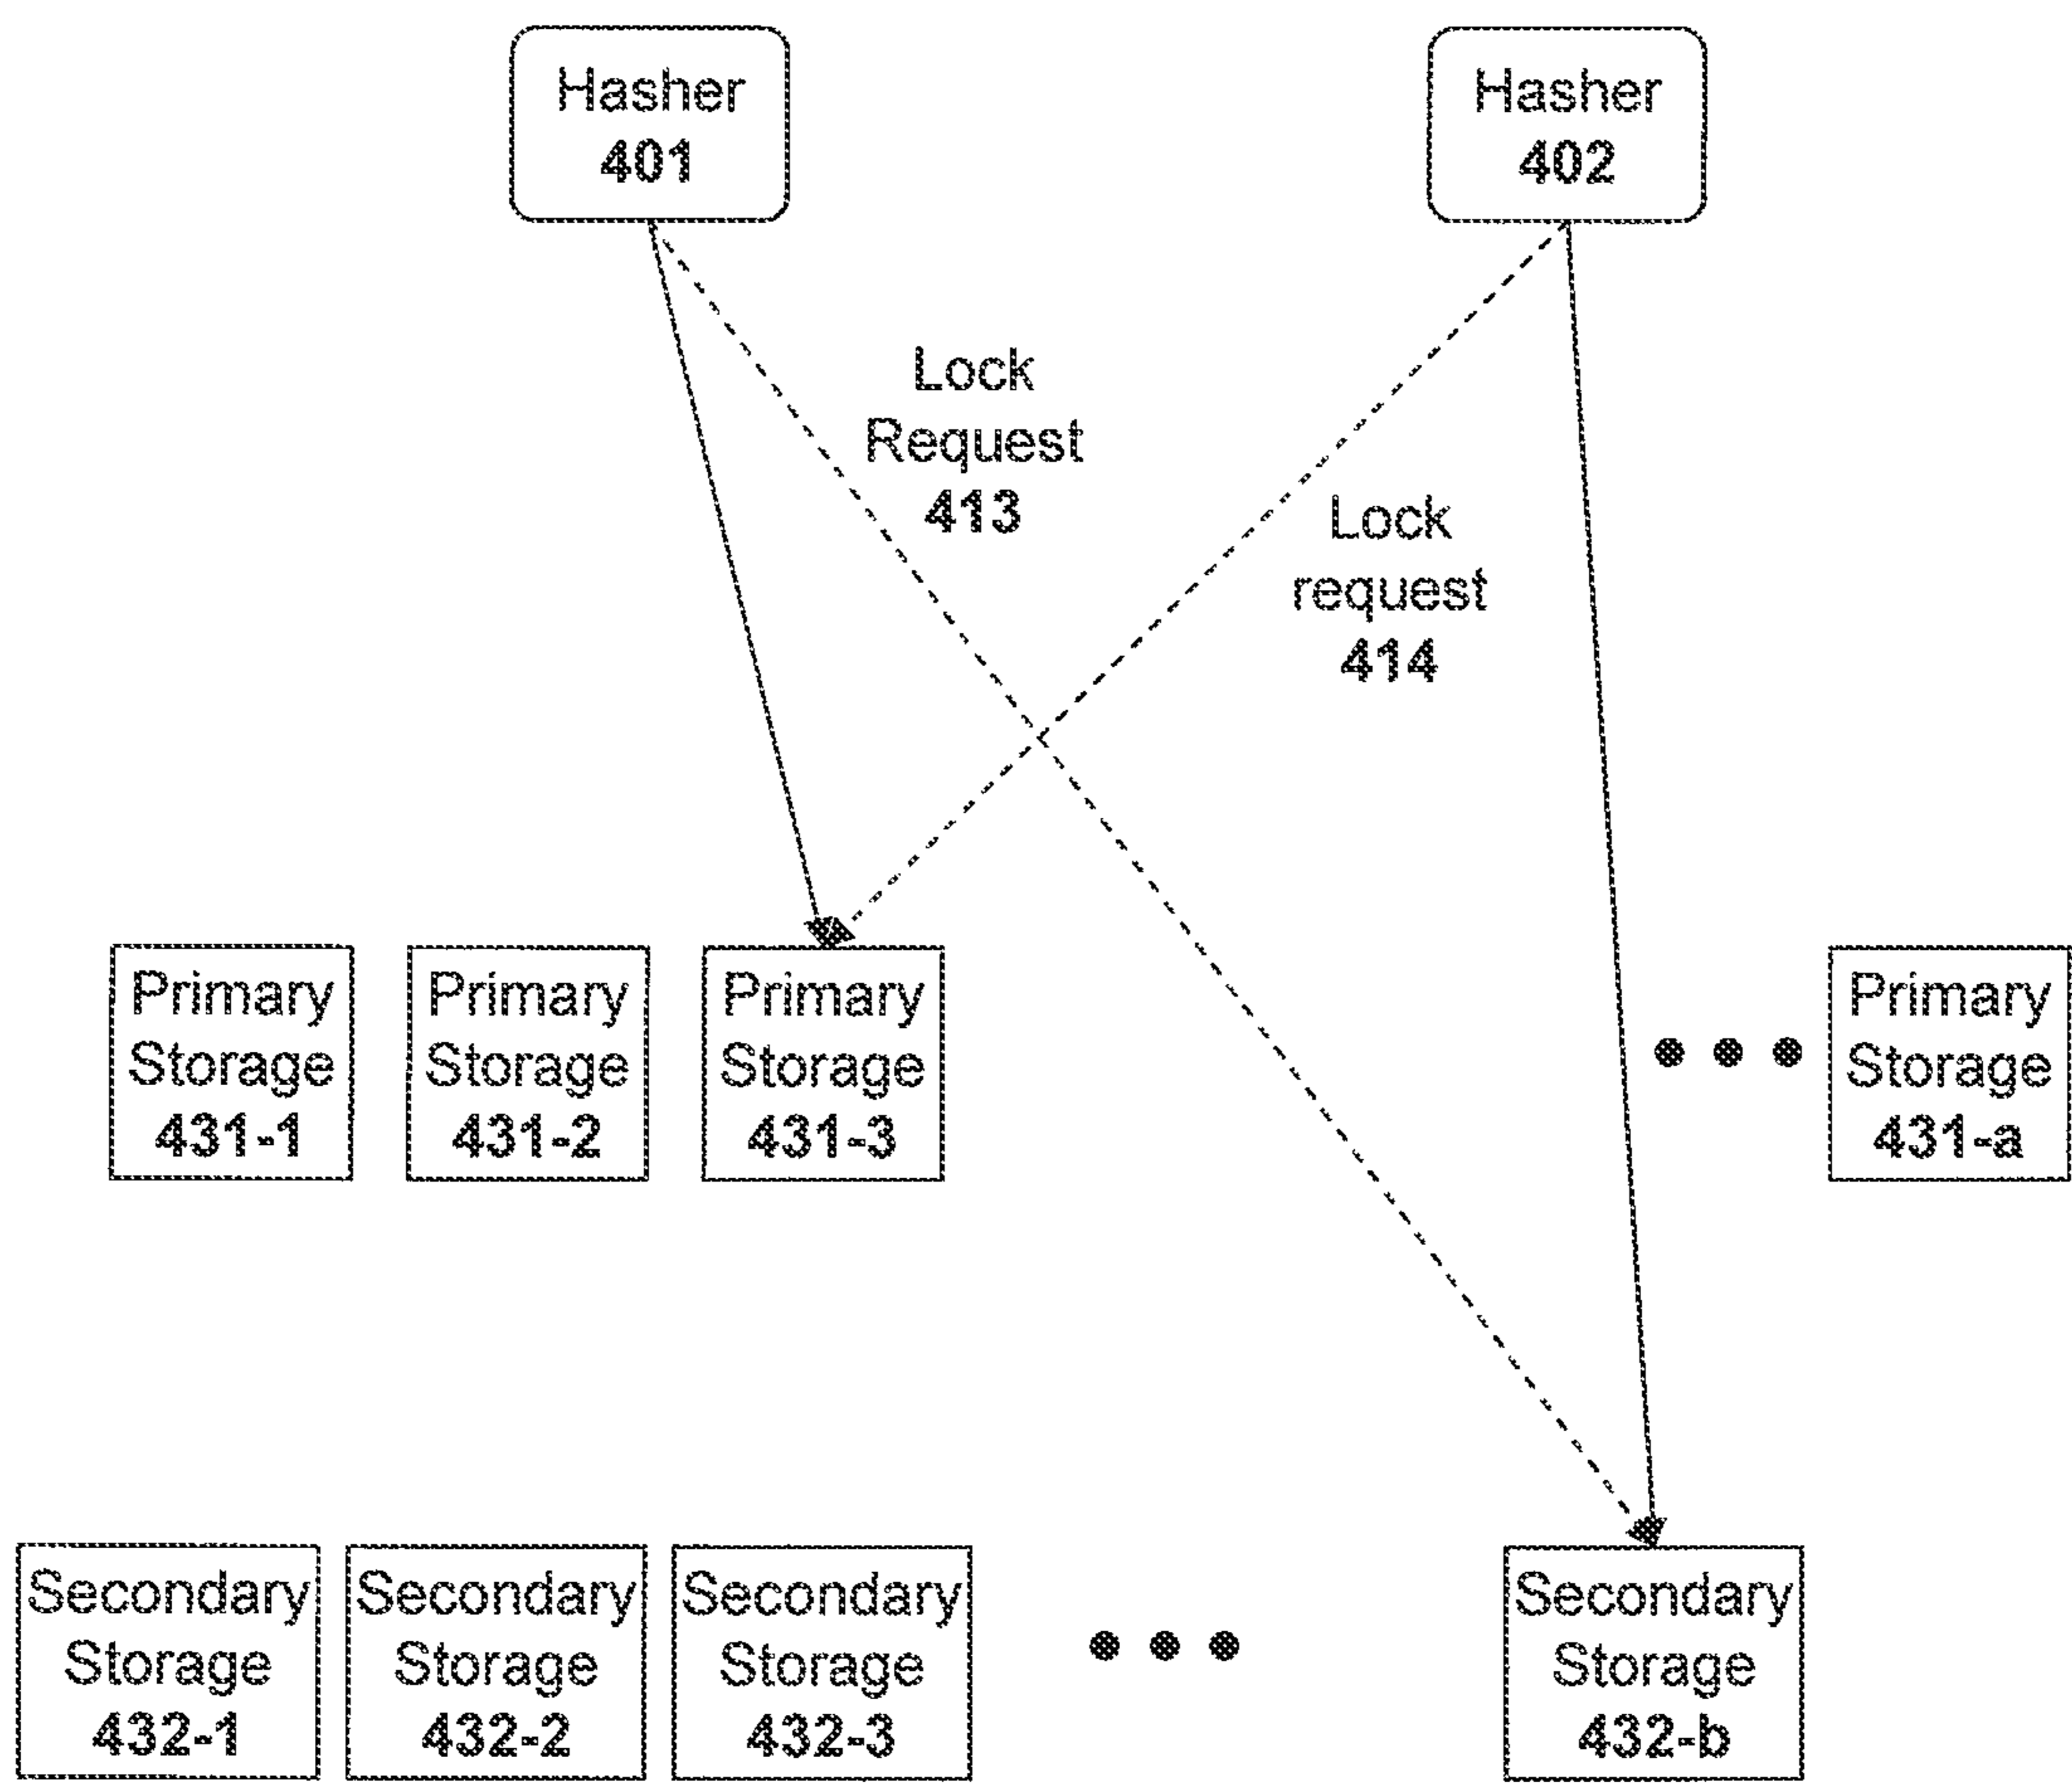 Hasher
401
Hasher
402
Lock
Request
413
Lock
request
414
Primary
Storage
431-1
Primary
Storage
431-2
Primary
Storage
431-3
Primary
Storage
431-a
Secondary
Storage
432-1
Secondary
Storage
432-2
Secondary
Storage
432-3
Secondary
Storage
432-b